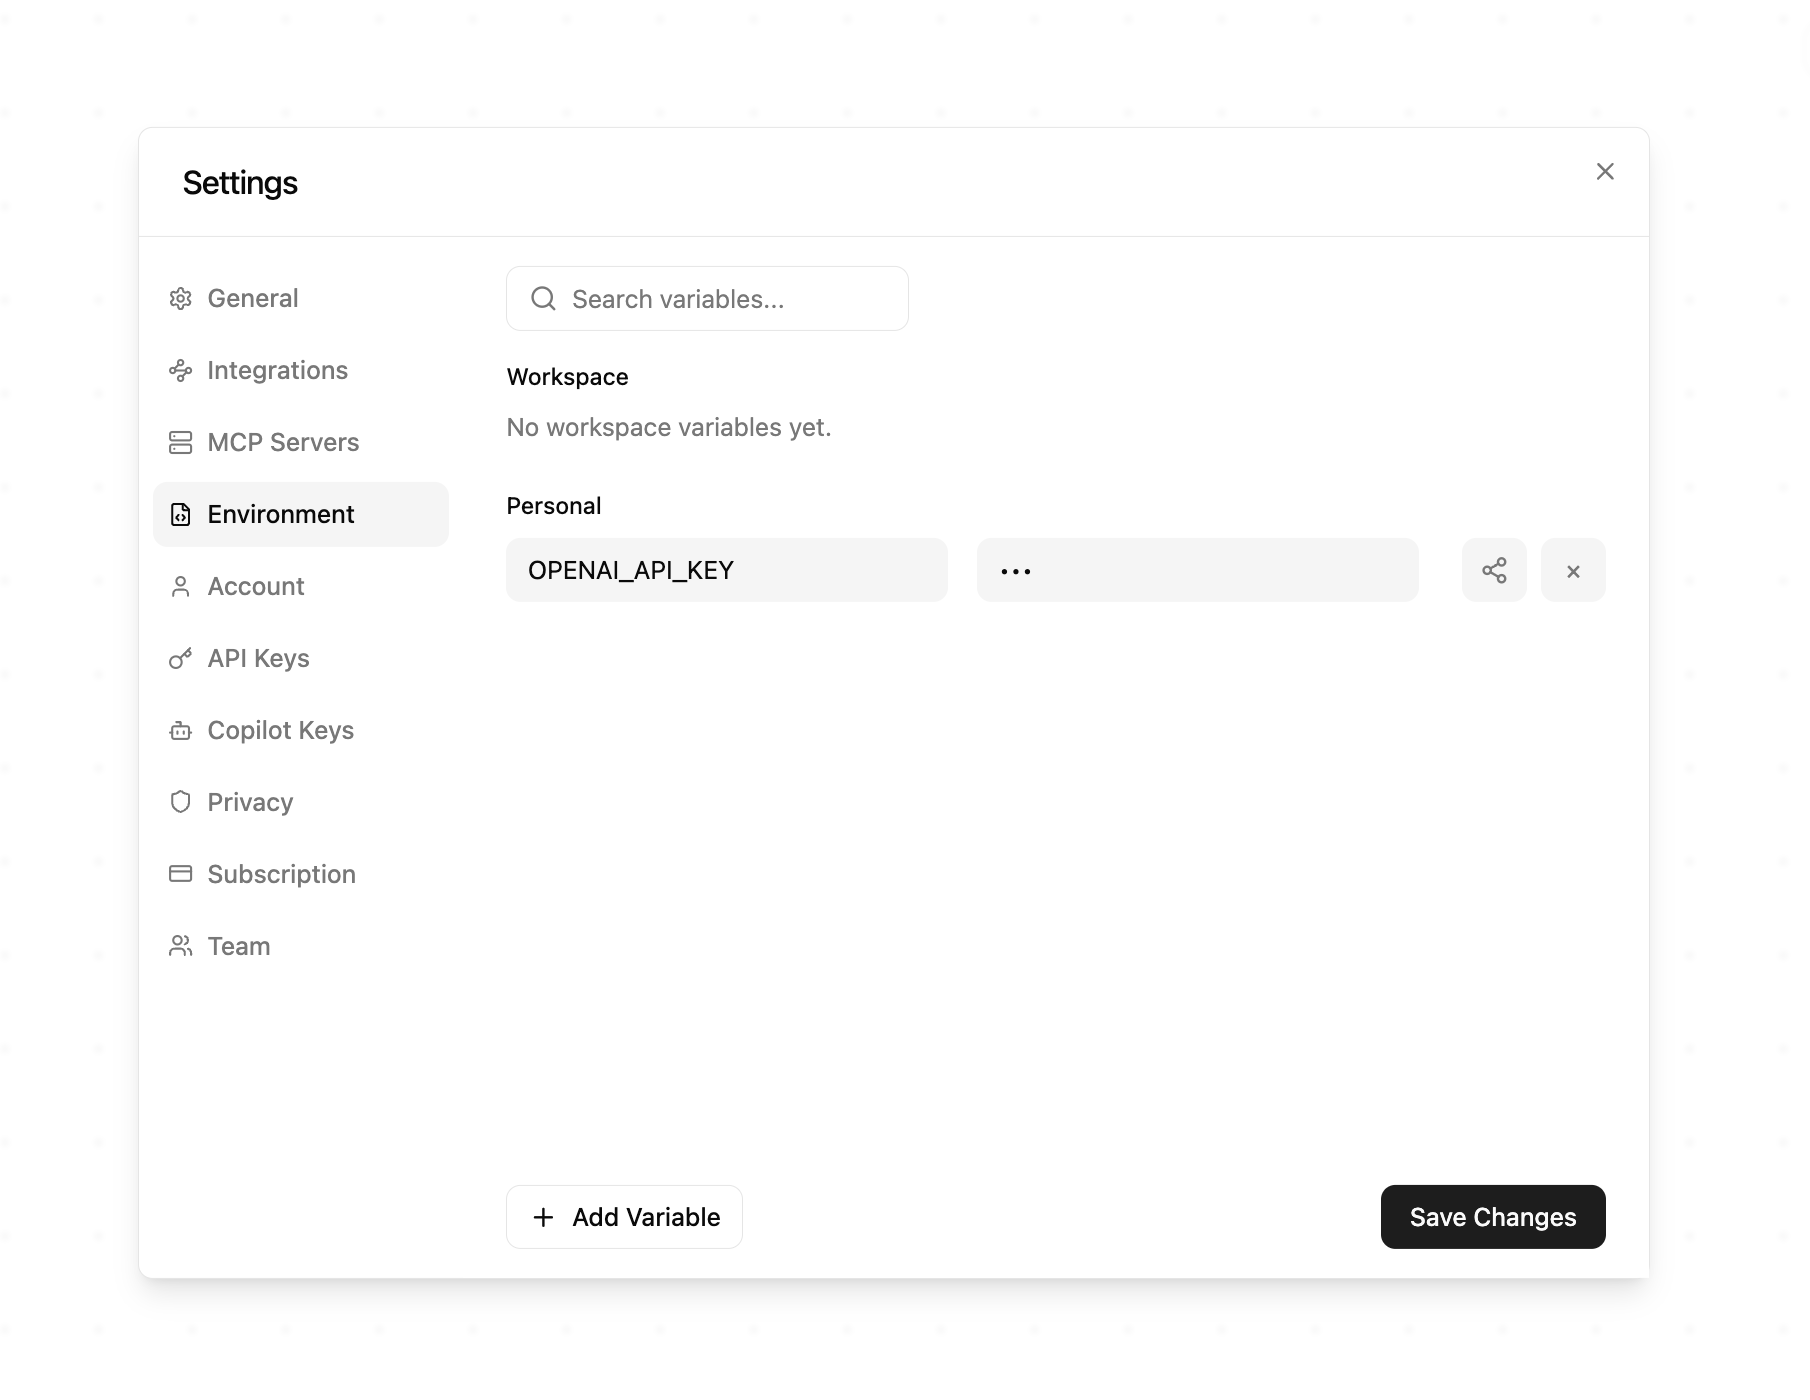 Settings
General
Integrations
MCP Servers
Environment
Account
API Keys
Copilot Keys
Privacy
Subscription
Team
Search variables...
Workspace
No workspace variables yet.
Personal
OPENAI_API_KEY
•••
Add Variable
Save Changes